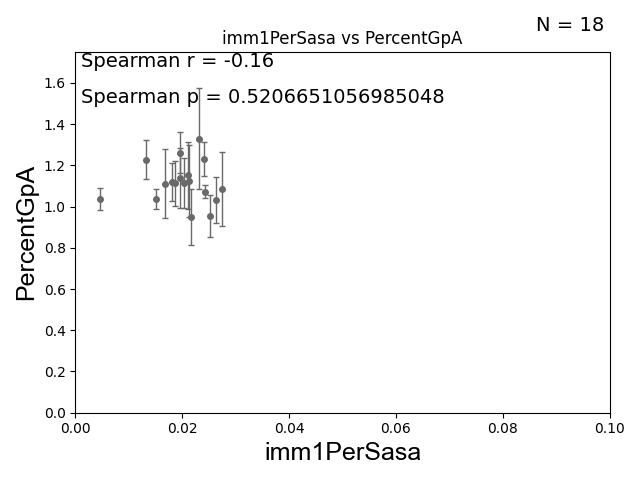 N = 18
imm1PerSasa vs PercentGpA
Spearman r = -0.16
Spearman p = 0.5206651056985048
PercentGpA
1.6
1.4
1.2
1.0
0.8
0.6
0.4
0.2
0.0
0.00 0.02 0.04 0.06 0.08 0.10
imm1PerSasa